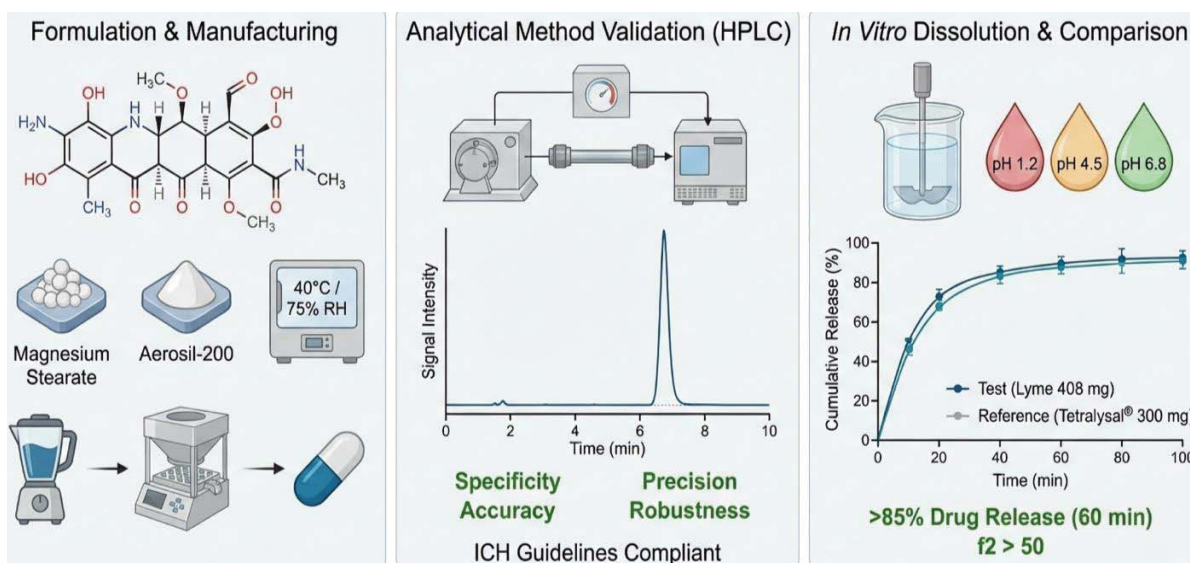 Formulation & Manufacturing
OH
H₃C
O
O
OH
H₂N
H
N
H
H
O
HO
CH₃
O
O
H
H
O
CH₃
O
H
N
CH₃
Magnesium
Stearate
Aerosil-200
40°C /
75% RH
Analytical Method Validation (HPLC)
Signal Intensity
0 2 4 6 8 10
Time (min)
Specificity
Accuracy
Precision
Robustness
ICH Guidelines Compliant
In Vitro Dissolution & Comparison
pH 1.2
pH 4.5
pH 6.8
Cumulative Release (%)
100
80
60
40
20
0
Test (Lyme 408 mg)
Reference (Tetralysal® 300 mg)
0 20 40 60 80 100
Time (min)
>85% Drug Release (60 min)
f2 > 50